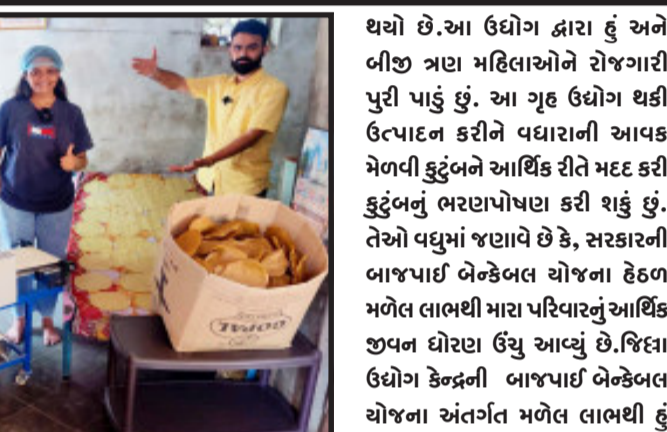 થયો છે.આ ઉદ્યોગ દ્વારા હું અને
બીજી ત્રણ મહિલાઓને રોજગારી
પુરી પાડું છું. આ ગૃહ ઉદ્યોગ થકી
ઉત્પાદન કરીને વધારાની આવક
મેળવી કુટુંબને આર્થિક રીતે મદદ કરી
કુટુંબનું ભરણપોષણ કરી શકું છું.
તેઓ વધુમાં જણાવે છે કે, સરકારની
બાજપાઈ બેન્કેબલ યોજના હેઠળ
મળેલ લાભથી મારા પરિવારનું આર્થિક
જીવન ધોરણ ઉંચુ આવ્યું છે.જિલ્લા
ઉદ્યોગ કેન્દ્રની બાજપાઈ બેન્કેબલ
યોજના અંતર્ગત મળેલ લાભથી હું
GOPAL